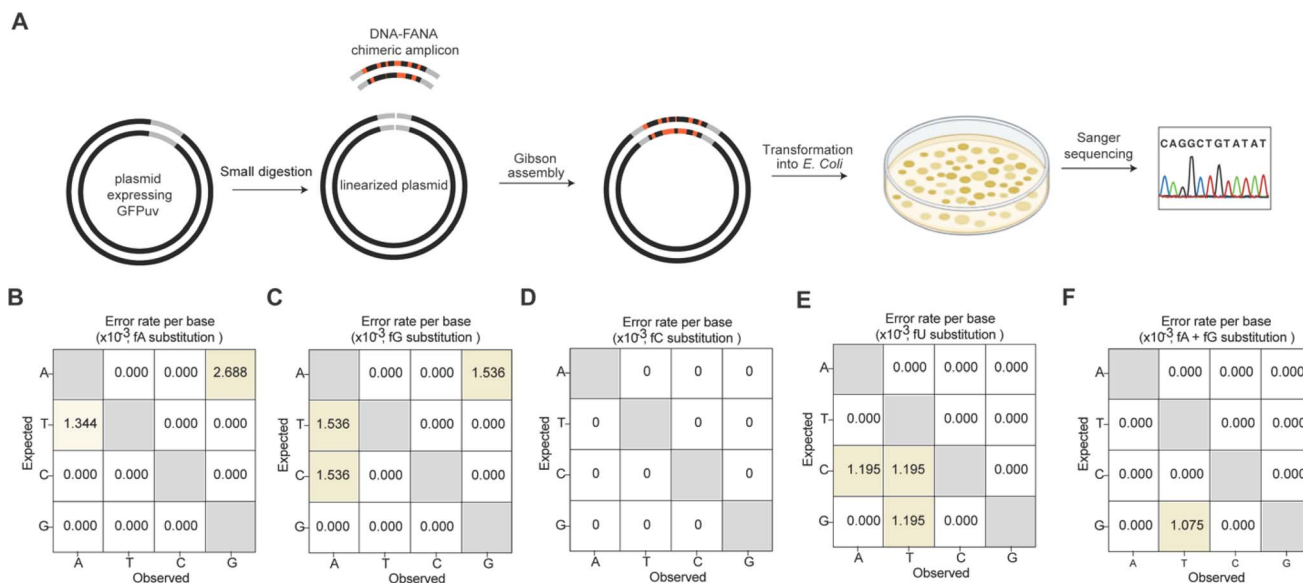 A
DNA-FANA
chimeric amplicon
plasmid
expressing
GFPuv
Small digestion
linearized plasmid
Gibson
assembly
Transformation
into E. Coli
Sanger
sequencing
CAGGCTGTATAT
B
Error rate per base
(x10-3, fA substitution )
Expected
A
0.000 0.000 2.688
T
1.344 0.000 0.000
C
0.000 0.000 0.000
G
0.000 0.000 0.000
A T C G
Observed
C
Error rate per base
(x10-3, fG substitution )
Expected
A
0.000 0.000 1.536
T
1.536 0.000 0.000
C
1.536 0.000 0.000
G
0.000 0.000 0.000
A T C G
Observed
D
Error rate per base
(x10-3, fC substitution )
Expected
A
0 0 0
T
0 0 0
C
0 0 0
G
0 0 0
A T C G
Observed
E
Error rate per base
(x10-3, fU substitution )
Expected
A
0.000 0.000 0.000
T
0.000 0.000 0.000
C
1.195 1.195 0.000
G
0.000 1.195 0.000
A T C G
Observed
F
Error rate per base
(x10-3, fA + fG substitution )
Expected
A
0.000 0.000 0.000
T
0.000 0.000 0.000
C
0.000 0.000 0.000
G
0.000 1.075 0.000
A T C G
Observed